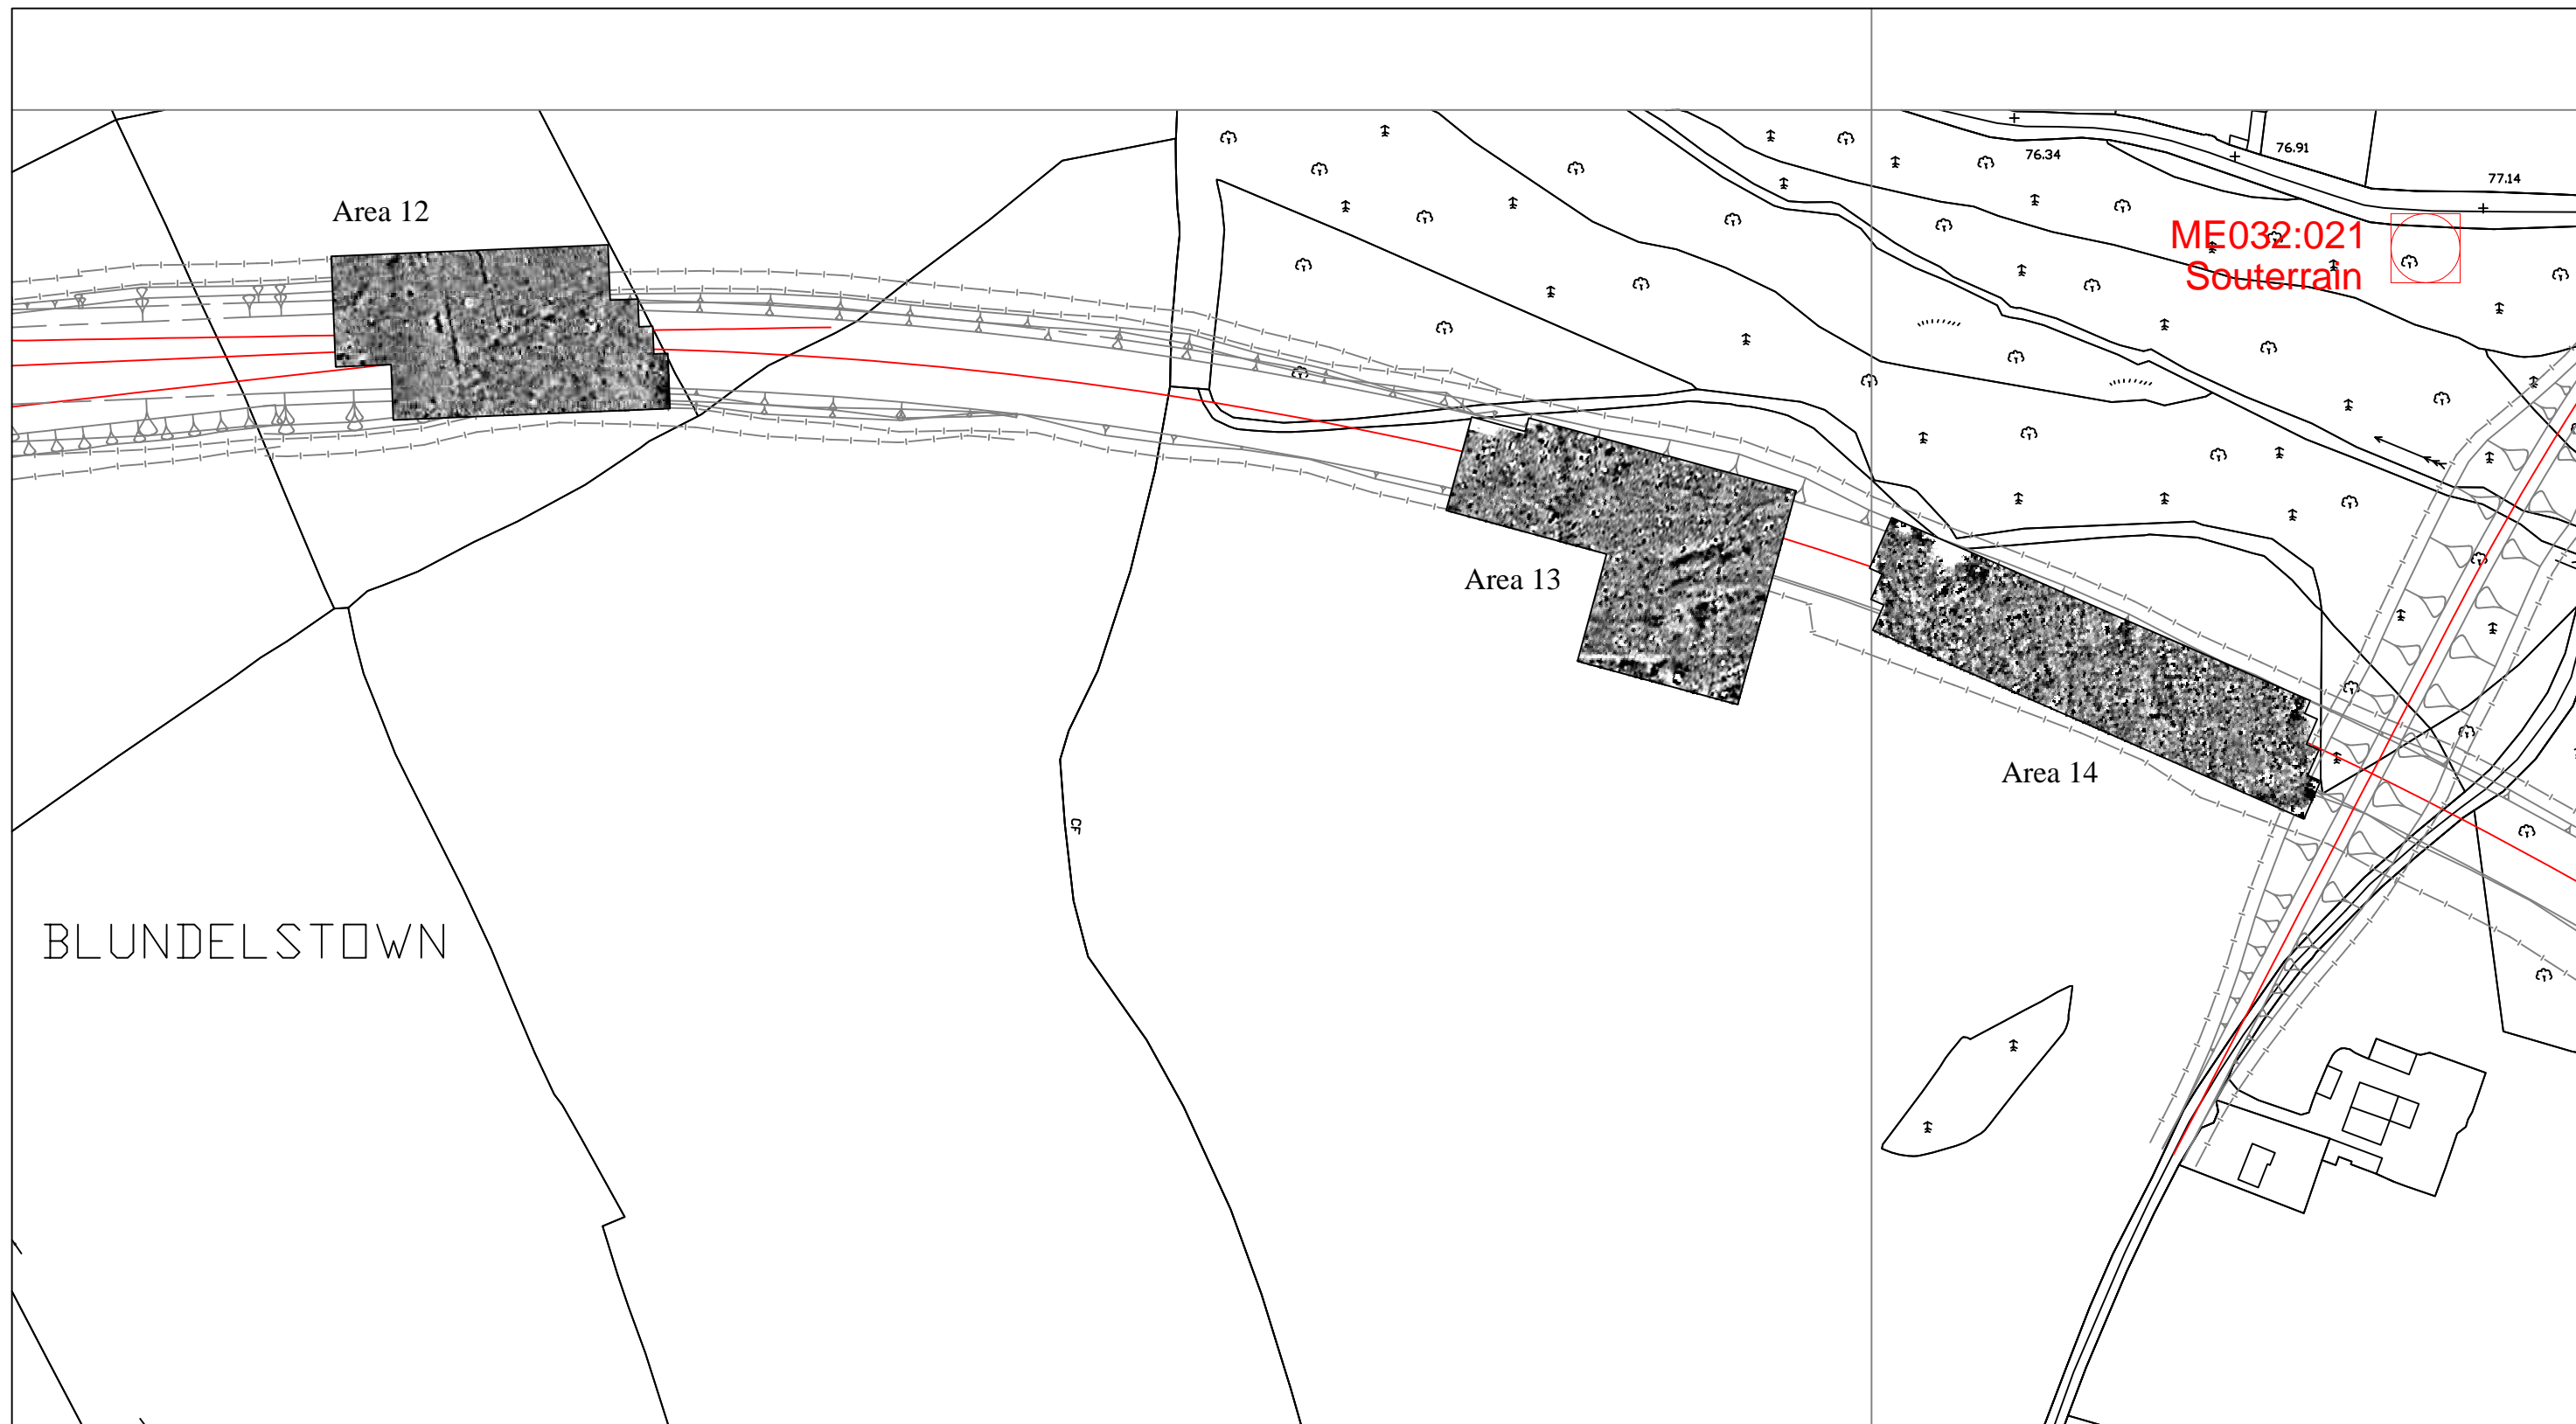 76.91
76.34
77.14
Area 12
ME032:021
Souterrain
Area 13
Area 14
CF
BLUNDELSTOWN